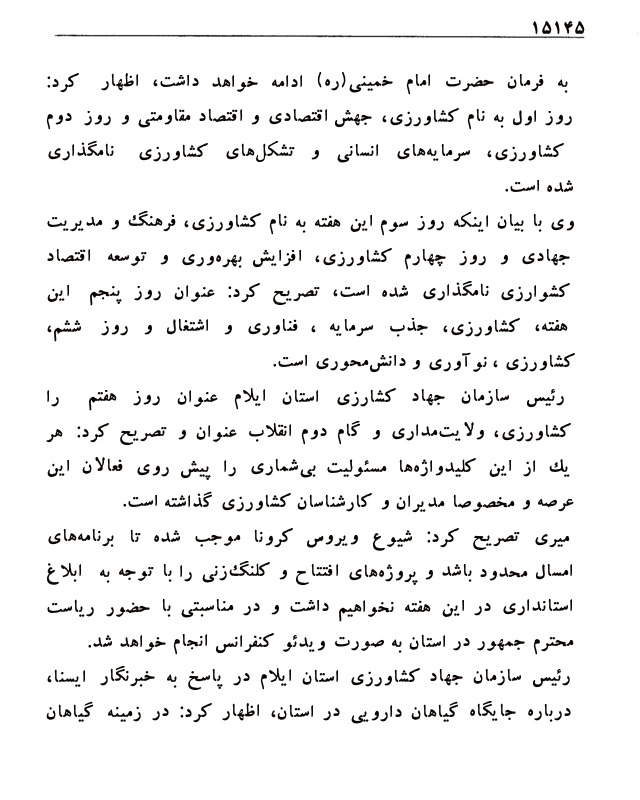 ۱۵۱۴۵
به فرمان حضرت امام خمینی(ره) ادامه خواهد داشت، اظهار کرد:
روز اول به نام کشاورزی، جهش اقتصادی و اقتصاد مقاومتی و روز دوم
کشاورزی، سرمایه‌های انسانی و تشکل‌های کشاورزی نامگذاری
شده است.
وی با بیان اینکه روز سوم این هفته به نام کشاورزی، فرهنگ و مدیریت
جهادی و روز چهارم کشاورزی، افزایش بهره‌وری و توسعه اقتصاد
کشوارزی نامگذاری شده است، تصریح کرد: عنوان روز پنجم این
هفته، کشاورزی، جذب سرمایه ، فناوری و اشتغال و روز ششم،
کشاورزی ، نوآوری و دانش‌محوری است.
رئیس سازمان جهاد کشارزی استان ایلام عنوان روز هفتم را
کشاورزی، ولایت‌مداری و گام دوم انقلاب عنوان و تصریح کرد: هر
یك از این کلیدواژه‌ها مسئولیت بی‌شماری را پیش روی فعالان این
عرصه و مخصوصا مدیران و کارشناسان کشاورزی گذاشته است.
میری تصریح کرد: شیوع ویروس کرونا موجب شده تا برنامه‌های
امسال محدود باشد و پروژه‌های افتتاح و کلنگ‌زنی را با توجه به ابلاغ
استانداری در این هفته نخواهیم داشت و در مناسبتی با حضور ریاست
محترم جمهور در استان به صورت ویدئو کنفرانس انجام خواهد شد.
رئیس سازمان جهاد کشاورزی استان ایلام در پاسخ به خبرنگار ایسنا،
درباره جایگاه گیاهان دارویی در استان، اظهار کرد: در زمینه گیاهان